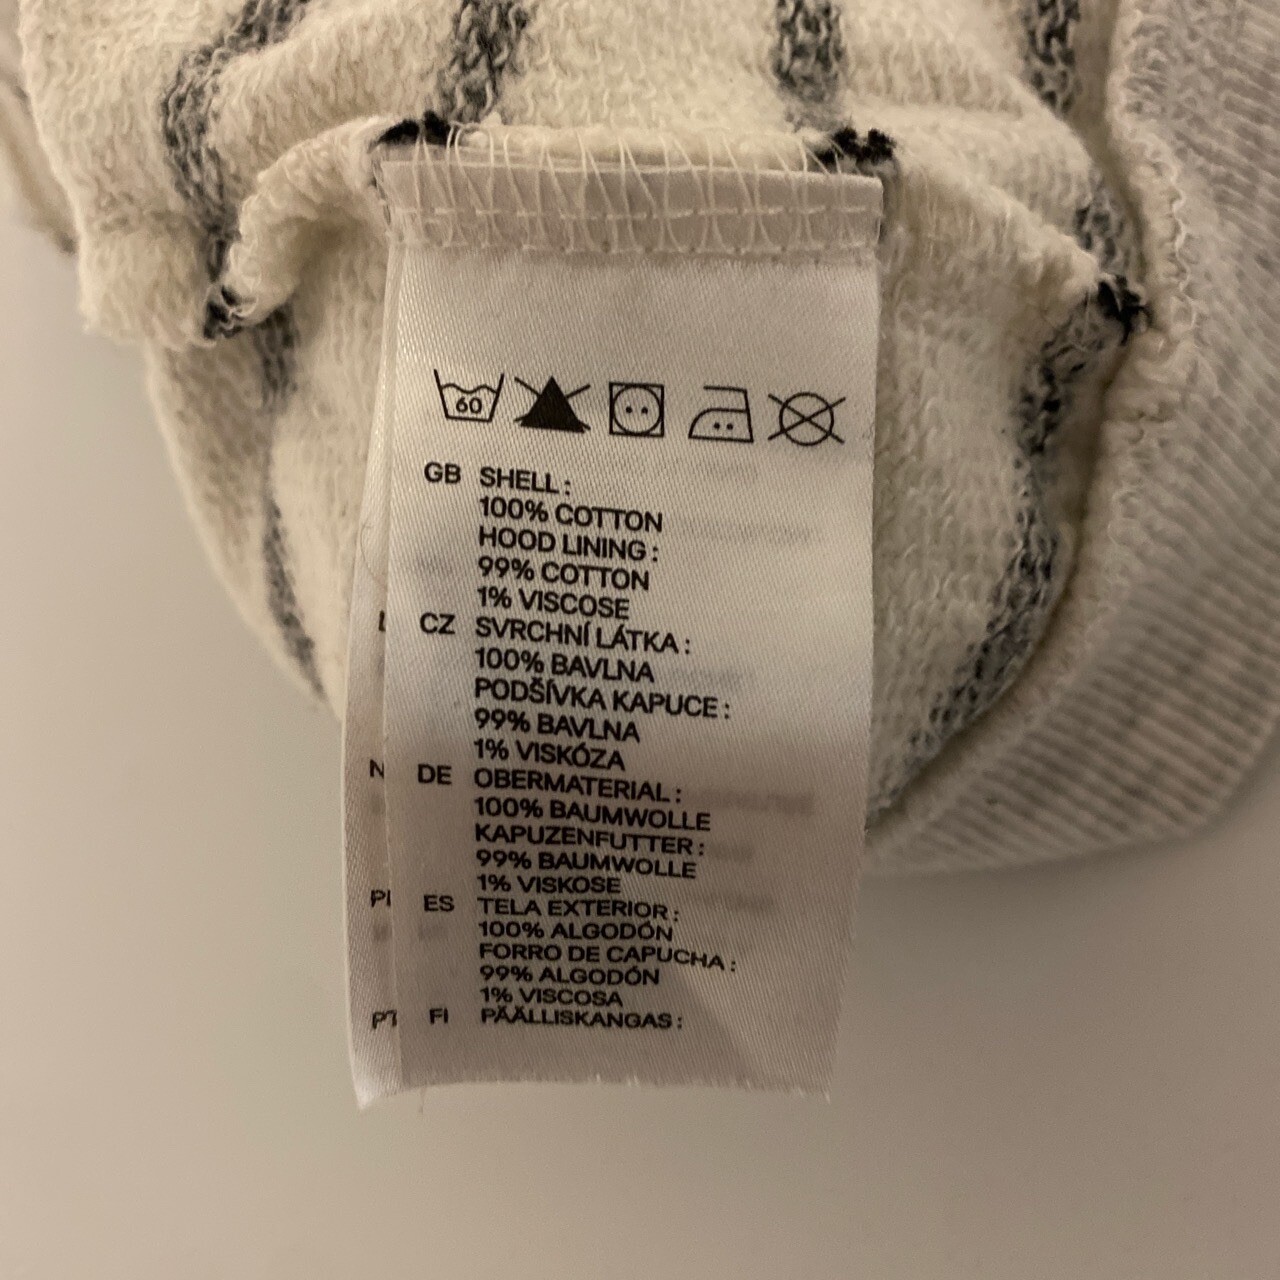 60
GB SHELL :
100% COTTON
HOOD LINING :
99% COTTON
1% VISCOSE
CZ SVRCHNÍ LÁTKA :
100% BAVLNA
PODŠÍVKA KAPUCE :
99% BAVLNA
1% VISKÓZA
DE OBERMATERIAL :
100% BAUMWOLLE
KAPUZENFUTTER :
99% BAUMWOLLE
1% VISKOSE
ES TELA EXTERIOR :
100% ALGODÓN
FORRO DE CAPUCHA :
99% ALGODÓN
1% VISCOSA
FI PÄÄLLISKANGAS :